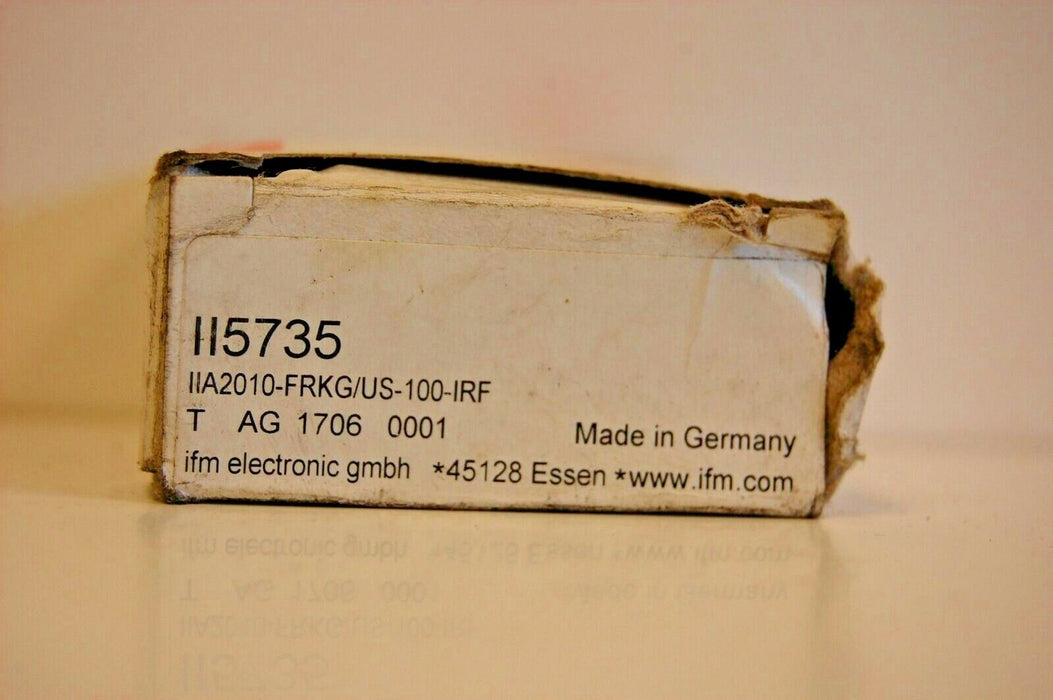 II5735
IIA2010-FRKG/US-100-IRF
T AG 1706 0001
Made in Germany
ifm electronic gmbh *45128 Essen *www.ifm.com